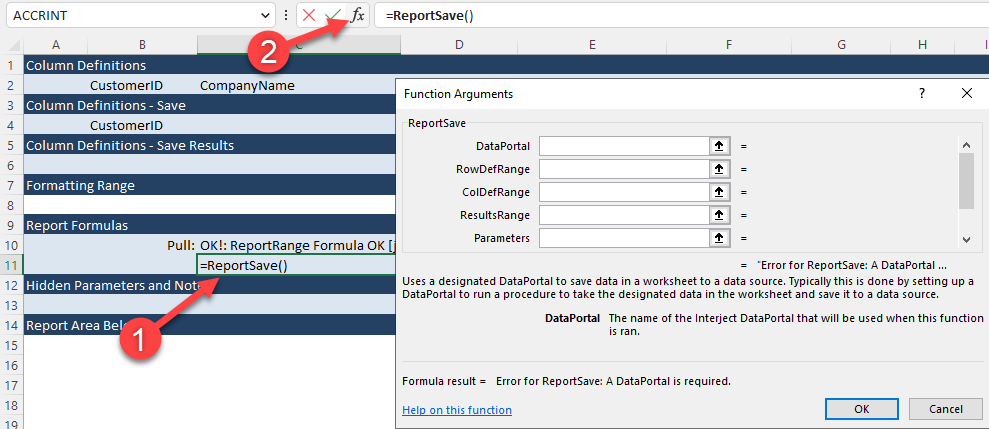 ACCRINT fx =ReportSave()
A B C D E F G H I
1 Column Definitions
2 CustomerID CompanyName
3 Column Definitions - Save
4 CustomerID
5 Column Definitions - Save Results
6
7 Formatting Range
8
9 Report Formulas
10 Pull: OK!: ReportRange Formula OK [j
11 =ReportSave()
12 Hidden Parameters and Note
13
14 Report Area Bel
15
16
17
18
19
2
1
Function Arguments ?
ReportSave
DataPortal =
RowDefRange =
ColDefRange =
ResultsRange =
Parameters =
= "Error for ReportSave: A DataPortal ...
Uses a designated DataPortal to save data in a worksheet to a data source. Typically this is done by setting up a
DataPortal to run a procedure to take the designated data in the worksheet and save it to a data source.
DataPortal The name of the Interject DataPortal that will be used when this function
is ran.
Formula result = Error for ReportSave: A DataPortal is required.
Help on this function
OK Cancel